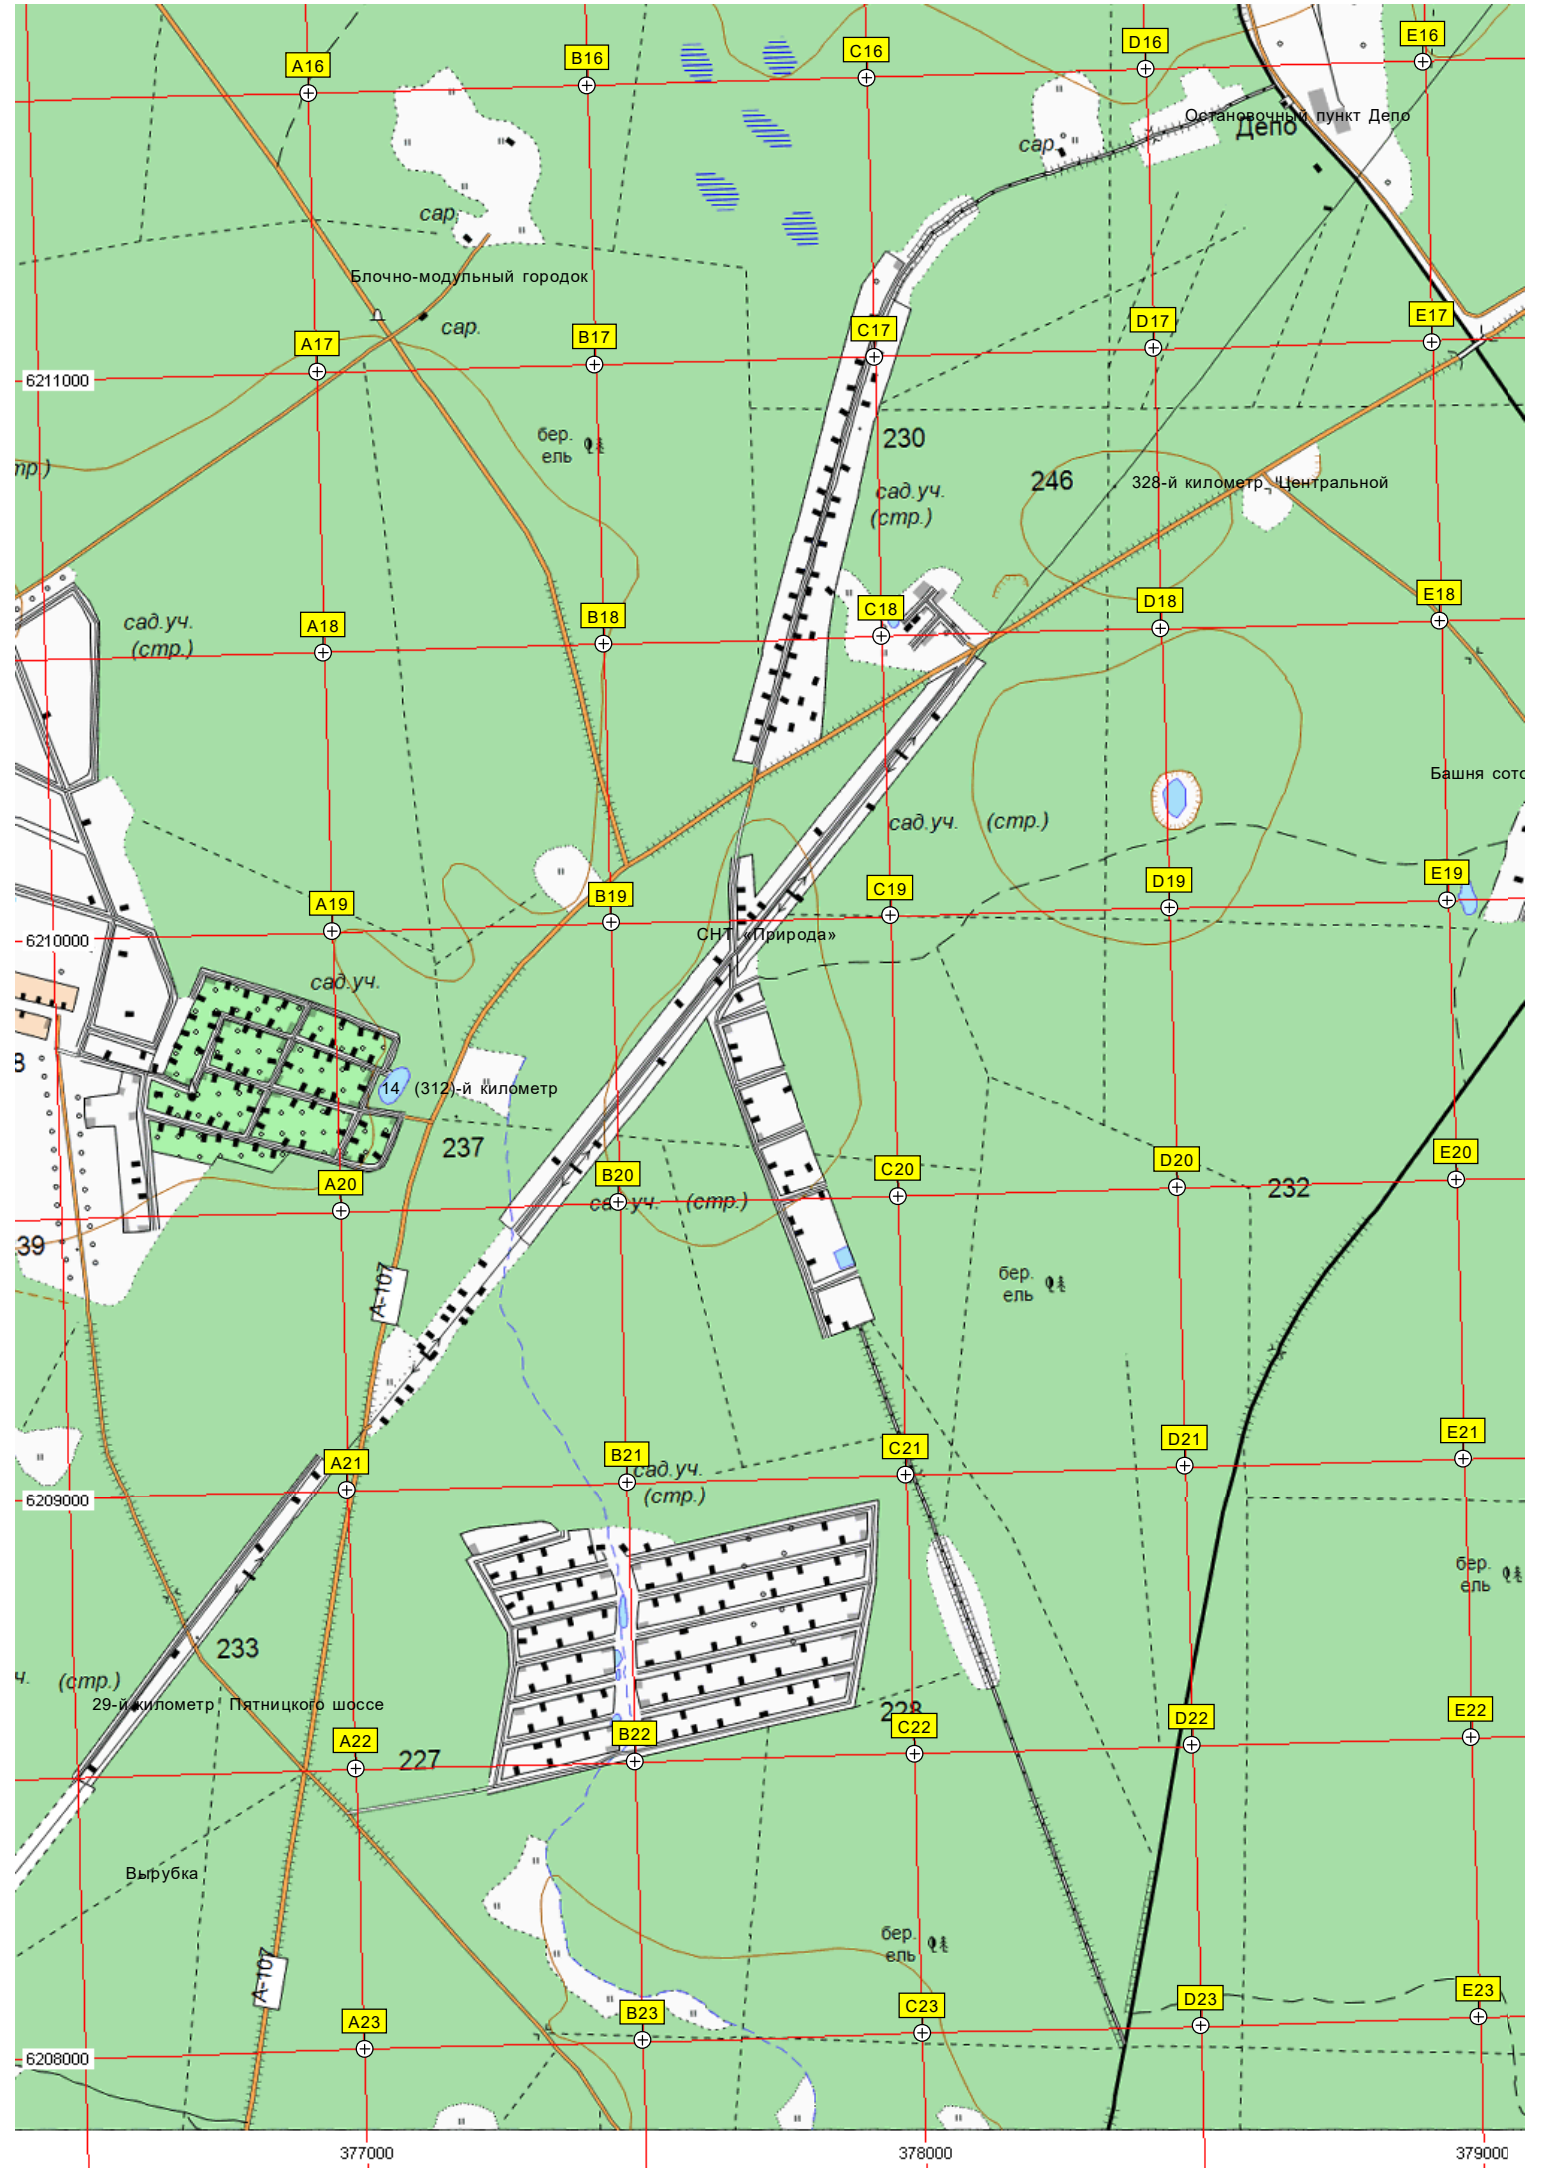 A16
B16
C16
D16
E16
Остановочный пункт Депо
Депо
сар.
сар.
Блочно-модульный городок
сар.
A17
B17
C17
D17
E17
6211000
230
бер.
ель
246
328-й километр Центральной
сад.уч.
(стр.)
сад.уч.
(стр.)
A18
B18
C18
D18
E18
сад.уч. (стр.)
A19
B19
C19
D19
E19
6210000
СНТ «Природа»
сад.уч.
14 (312)-й километр
237
A20
B20
C20
D20
E20
сад.уч. (стр.)
232
39
A-107
бер.
ель
A21
B21
C21
D21
E21
сад.уч.
(стр.)
6209000
бер.
ель
233
(стр.)
29-й километр Пятницкого шоссе
228
A22
B22
C22
D22
E22
227
Вырубка
A-107
бер.
ель
A23
B23
C23
D23
E23
6208000
377000
378000
379000